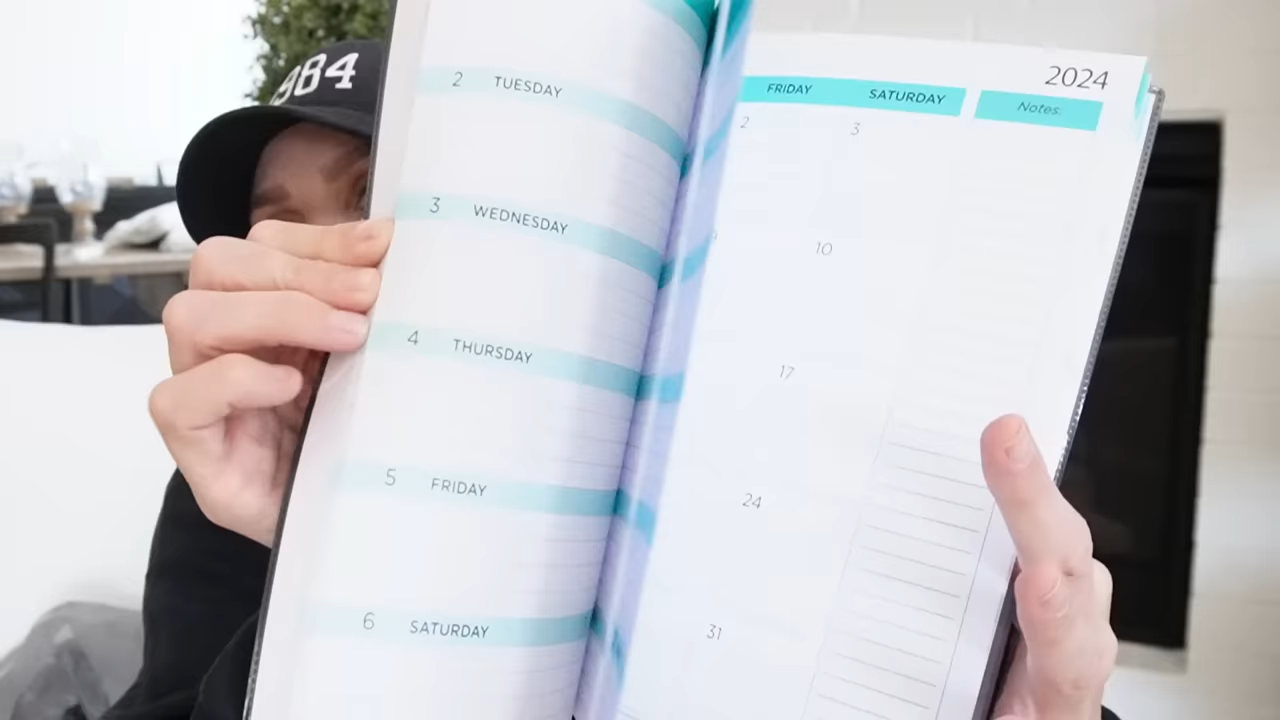 984
2 TUESDAY
3 WEDNESDAY
4 THURSDAY
5 FRIDAY
6 SATURDAY
2024
FRIDAY SATURDAY Notes:
2 3
10
17
24
31